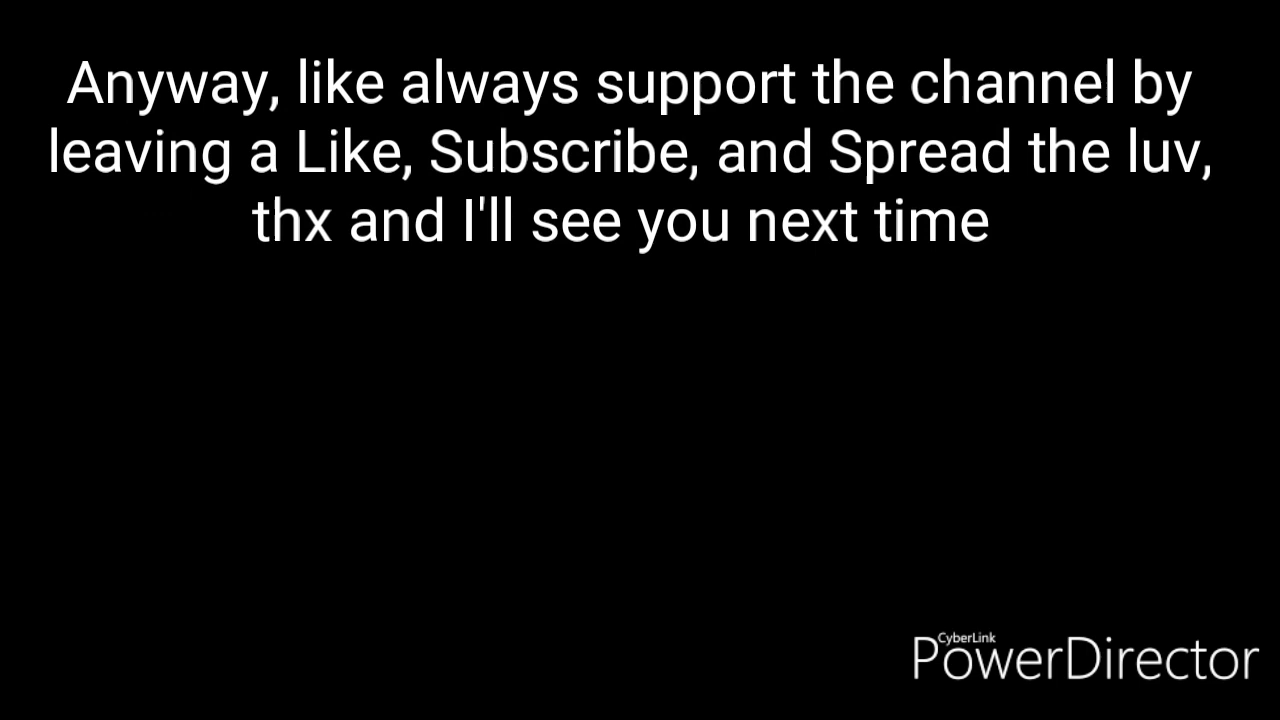 Anyway, like always support the channel by
leaving a Like, Subscribe, and Spread the luv,
thx and I'll see you next time
CyberLink
PowerDirector